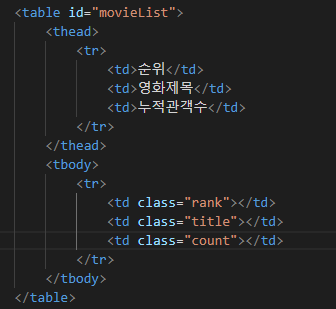 <table id="movieList">
<thead>
<tr>
<td>순위</td>
<td>영화제목</td>
<td>누적관객수</td>
</tr>
</thead>
<tbody>
<tr>
<td class="rank"></td>
<td class="title"></td>
<td class="count"></td>
</tr>
</tbody>
</table>